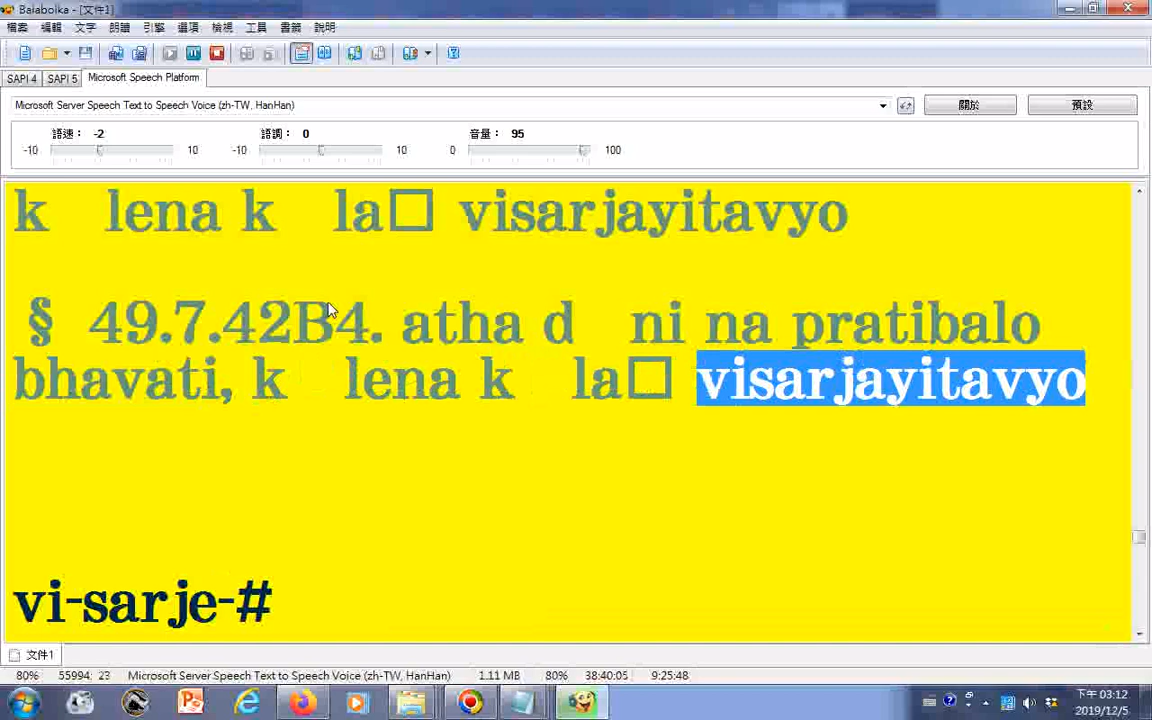 Balabolka - [文件1]
檔案 編輯 文字 朗讀 引擎 選項 檢視 工具 書籤 說明
SAPI 4 SAPI 5 Microsoft Speech Platform
Microsoft Server Speech Text to Speech Voice (zh-TW, HanHan) 關於 預設
語速： -2 語調： 0 音量： 95
-10 10 -10 10 0 100
k lena k la□ visarjayitavyo
§ 49.7.42B4. atha d ni na pratibalo
bhavati, k lena k la□ visarjayitavyo
vi-sarje-#
文件1
80% 55994 : 23 Microsoft Server Speech Text to Speech Voice (zh-TW, HanHan) 1.11 MB 80% 38:40:05 9:25:48
下午 03:12
2019/12/5